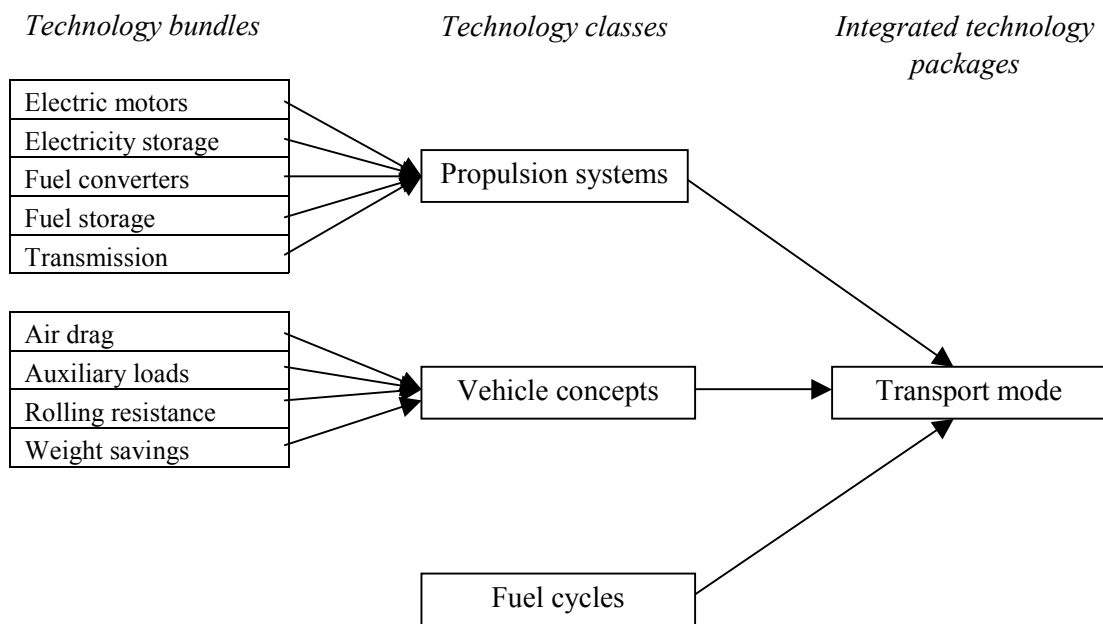 Technology bundles
Technology classes
Integrated technology
packages
Electric motors
Electricity storage
Fuel converters
Fuel storage
Transmission
Propulsion systems
Air drag
Auxiliary loads
Rolling resistance
Weight savings
Vehicle concepts
Transport mode
Fuel cycles